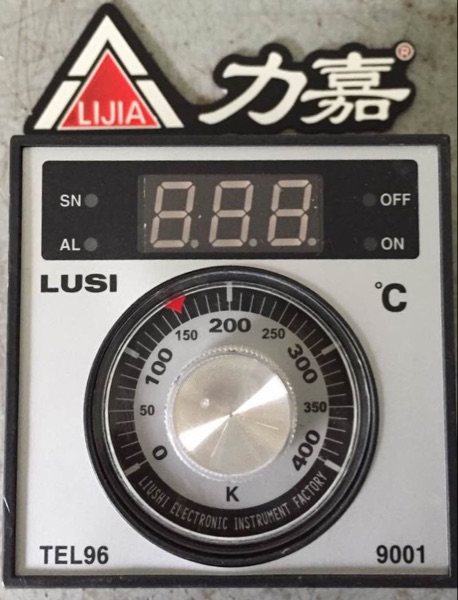 LIJIA 力嘉®
SN 888 OFF
AL ON
LUSI °C
0 50 100 150 200 250 300 350 400
K
LIUSHI ELECTRONIC INSTRUMENT FACTORY
TEL96 9001